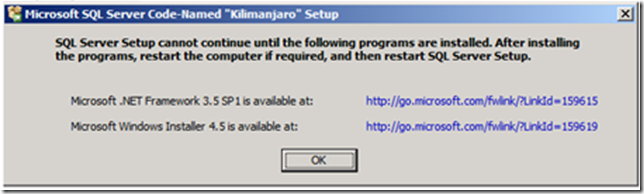 Microsoft SQL Server Code-Named "Kilimanjaro" Setup
SQL Server Setup cannot continue until the following programs are installed. After installing
the programs, restart the computer if required, and then restart SQL Server Setup.
Microsoft .NET Framework 3.5 SP1 is available at: http://go.microsoft.com/fwlink/?LinkId=159615
Microsoft Windows Installer 4.5 is available at: http://go.microsoft.com/fwlink/?LinkId=159619
OK